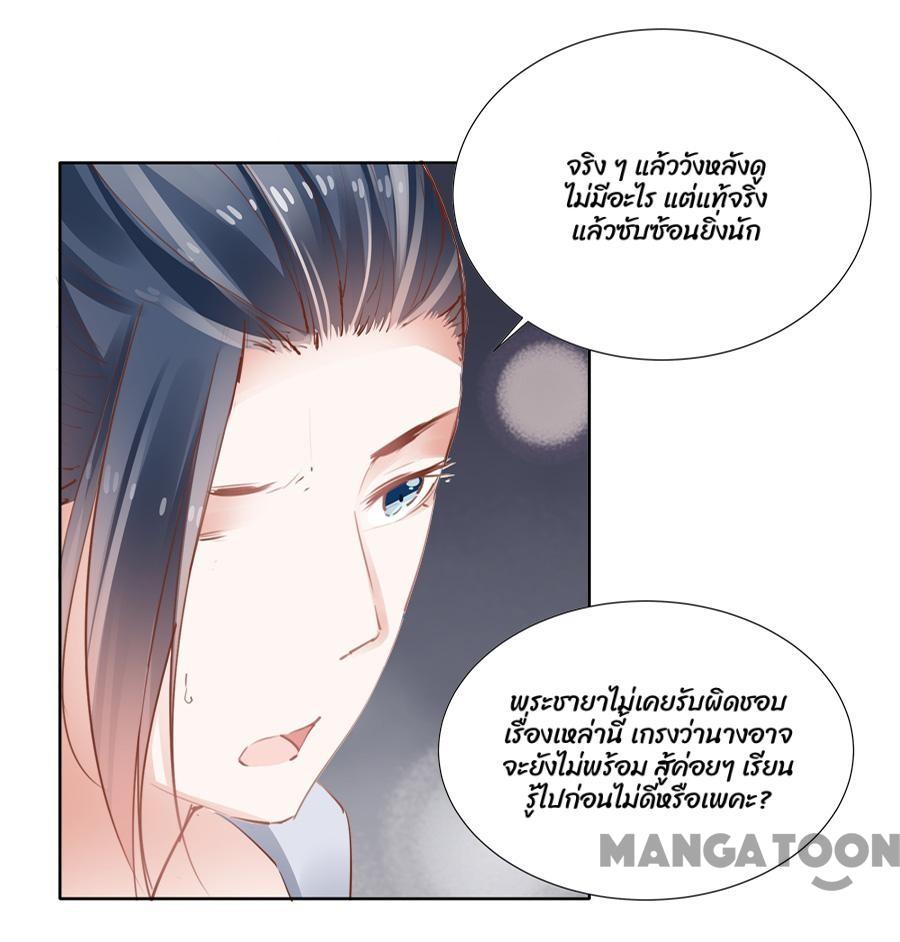 จริง ๆ แล้ววังหลังดู
ไม่มีอะไร แต่แท้จริง
แล้วซับซ้อนยิ่งนัก
พระชายาไม่เคยรับผิดชอบ
เรื่องเหล่านี้ เกรงว่านางอาจ
จะยังไม่พร้อม สู้ค่อยๆ เรียน
รู้ไปก่อนไม่ดีหรือเพคะ?
MANGATOON